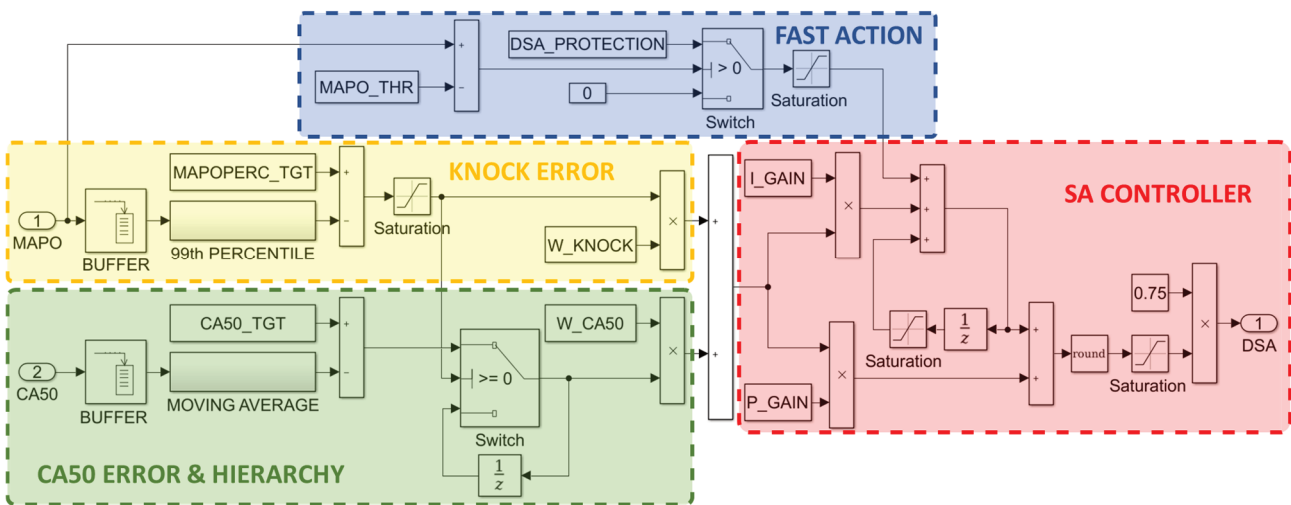 FAST ACTION
DSA_PROTECTION
+
MAPO_THR
−
> 0
0
Saturation
Switch
KNOCK ERROR
MAPOPERC_TGT
+
−
1
MAPO
BUFFER
99th PERCENTILE
Saturation
W_KNOCK
×
+
+
CA50_TGT
+
−
W_CA50
×
2
CA50
BUFFER
MOVING AVERAGE
>= 0
Switch
1
z
CA50 ERROR & HIERARCHY
SA CONTROLLER
I_GAIN
×
+
+
+
Saturation
1
z
P_GAIN
×
+
+
round
Saturation
0.75
×
1
DSA